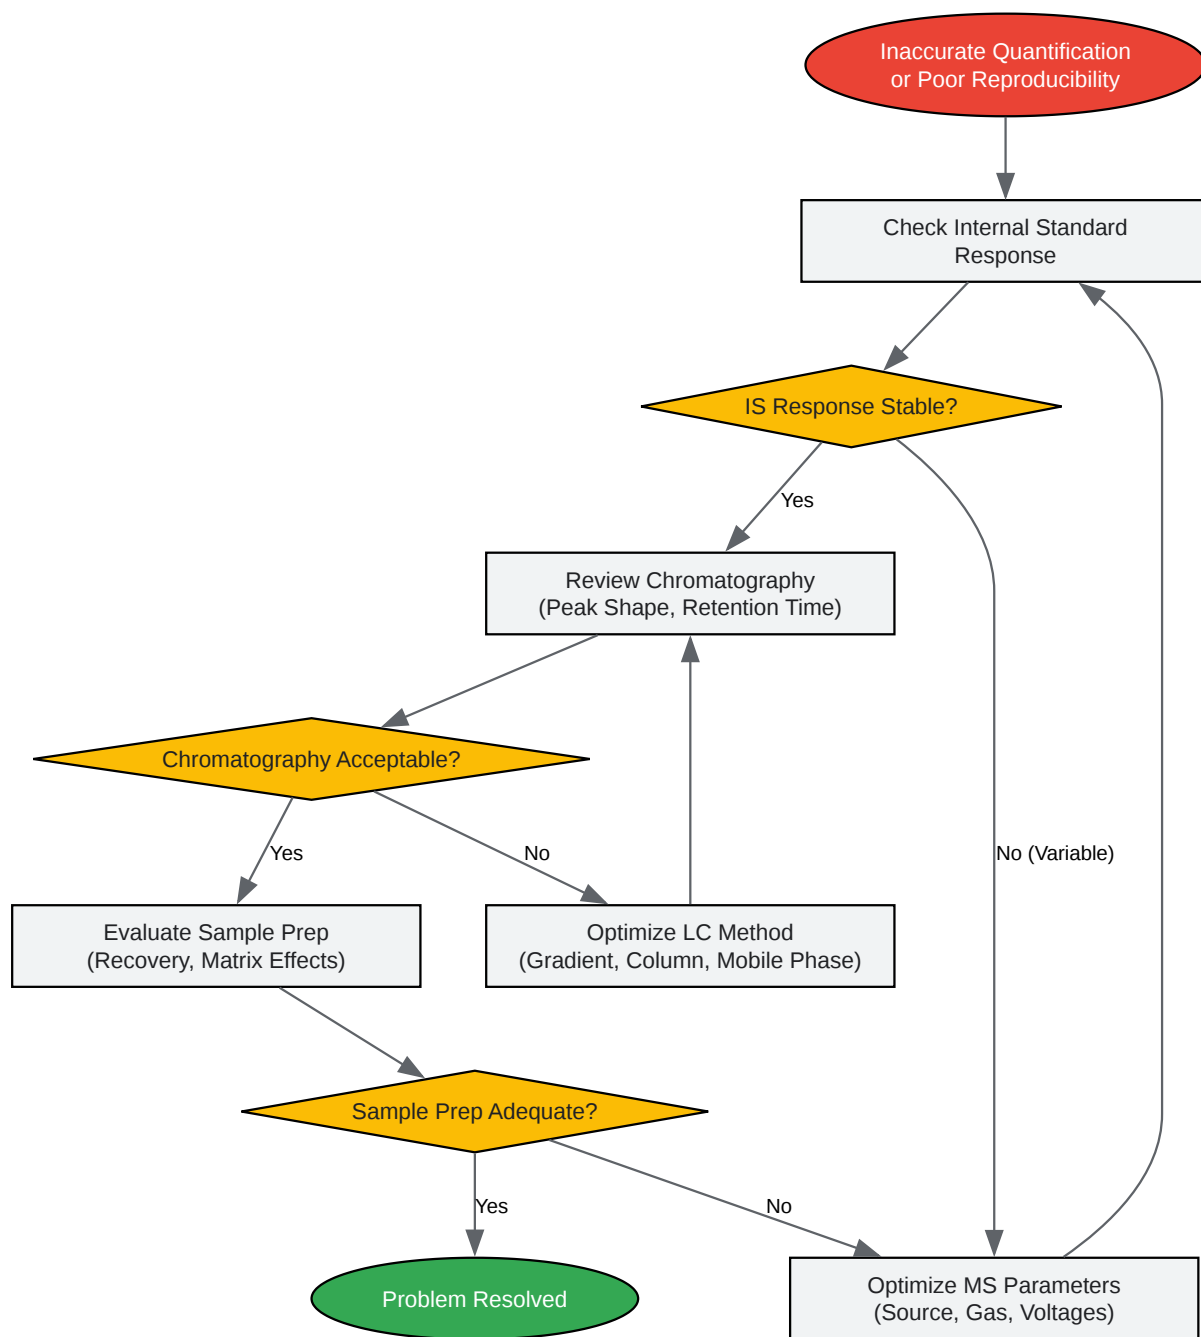 Inaccurate Quantification
or Poor Reproducibility
Check Internal Standard
Response
IS Response Stable?
Yes
Review Chromatography
(Peak Shape, Retention Time)
Chromatography Acceptable?
Yes
No
No (Variable)
Evaluate Sample Prep
(Recovery, Matrix Effects)
Optimize LC Method
(Gradient, Column, Mobile Phase)
Sample Prep Adequate?
Yes
No
Problem Resolved
Optimize MS Parameters
(Source, Gas, Voltages)